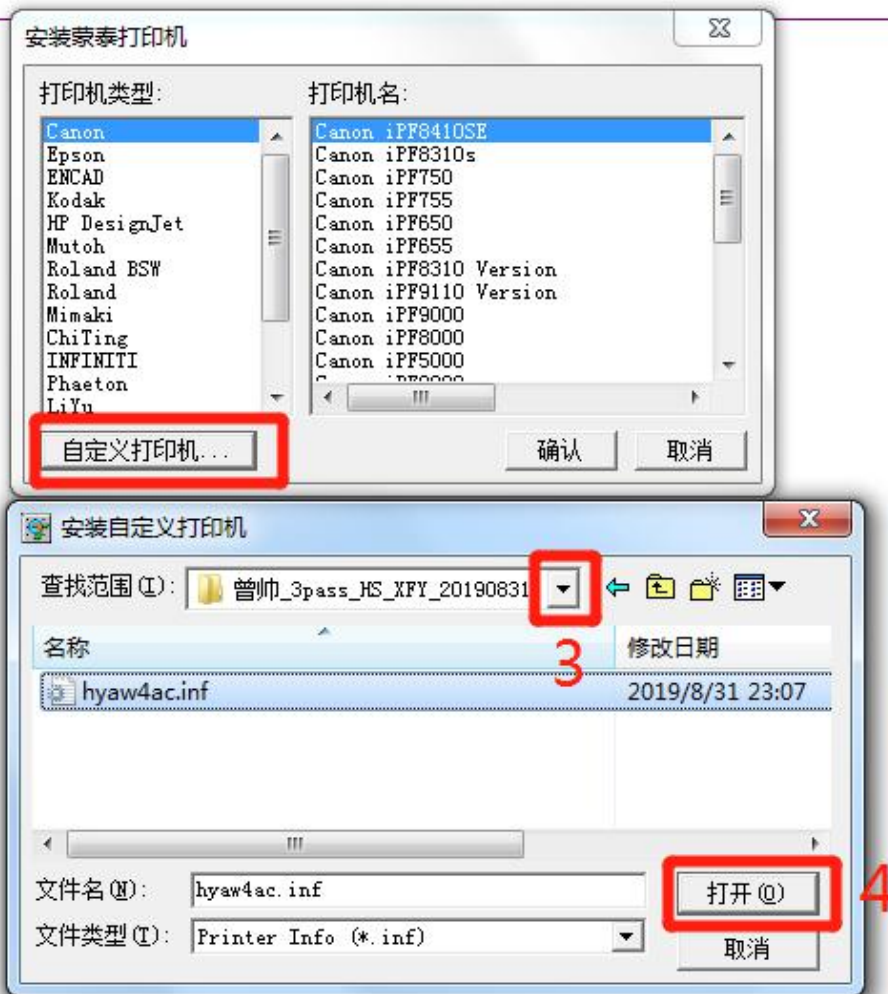 安装蒙泰打印机
打印机类型:
Canon
Epson
ENCAD
Kodak
HP DesignJet
Mutoh
Roland BSW
Roland
Mimaki
ChiTing
INFINITI
Phaeton
LiYu
打印机名:
Canon iPF8410SE
Canon iPF8310s
Canon iPF750
Canon iPF755
Canon iPF650
Canon iPF655
Canon iPF8310 Version
Canon iPF9110 Version
Canon iPF9000
Canon iPF8000
Canon iPF5000
自定义打印机...
确认
取消
安装自定义打印机
查找范围(I):
曾帅_3pass_HS_XFY_20190831
3
名称
修改日期
hyaw4ac.inf
2019/8/31 23:07
文件名(N):
hyaw4ac.inf
打开(O)
4
文件类型(T):
Printer Info (*.inf)
取消